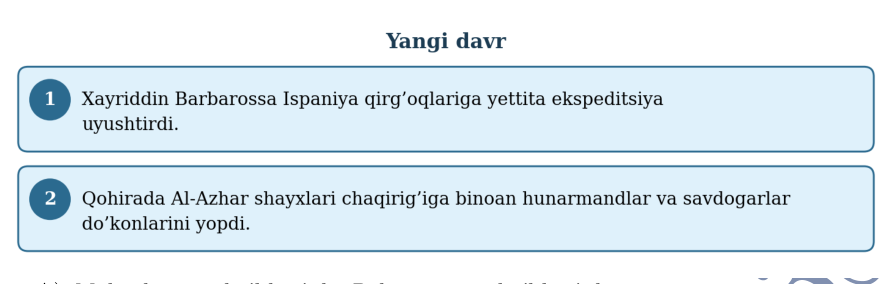 Yangi davr
1 Xayriddin Barbarossa Ispaniya qirg’oqlariga yettita ekspeditsiya
uyushtirdi.
2 Qohirada Al-Azhar shayxlari chaqirig’iga binoan hunarmandlar va savdogarlar
do’konlarini yopdi.